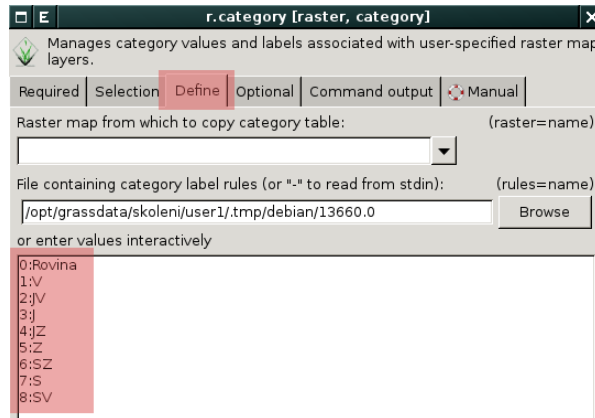 E r.category [raster, category] x
Manages category values and labels associated with user-specified raster map
layers.
Required Selection Define Optional Command output Manual
Raster map from which to copy category table: (raster=name)
File containing category label rules (or "-" to read from stdin): (rules=name)
/opt/grassdata/skoleni/user1/.tmp/debian/13660.0 Browse
or enter values interactively
0:Rovina
1:V
2:JV
3:J
4:JZ
5:Z
6:SZ
7:S
8:SV